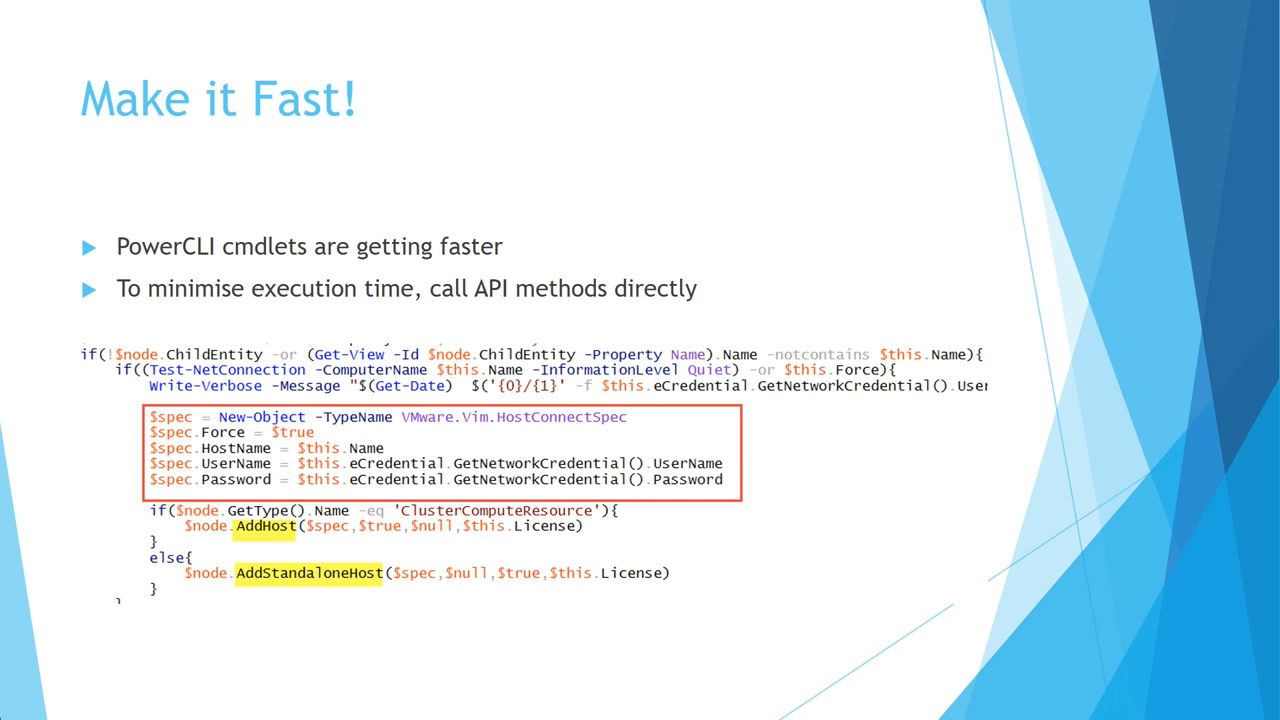 Make it Fast!
PowerCLI cmdlets are getting faster
To minimise execution time, call API methods directly
if(!$node.ChildEntity -or (Get-View -Id $node.ChildEntity -Property Name).Name -notcontains $this.Name){
if((Test-NetConnection -ComputerName $this.Name -InformationLevel Quiet) -or $this.Force){
Write-Verbose -Message "$(Get-Date)  $('{0}/{1}' -f $this.eCredential.GetNetworkCredential().User
$spec = New-Object -TypeName VMware.Vim.HostConnectSpec
$spec.Force = $true
$spec.HostName = $this.Name
$spec.UserName = $this.eCredential.GetNetworkCredential().UserName
$spec.Password = $this.eCredential.GetNetworkCredential().Password
if($node.GetType().Name -eq 'ClusterComputeResource'){
$node.AddHost($spec,$true,$null,$this.License)
}
else{
$node.AddStandaloneHost($spec,$null,$true,$this.License)
}
}